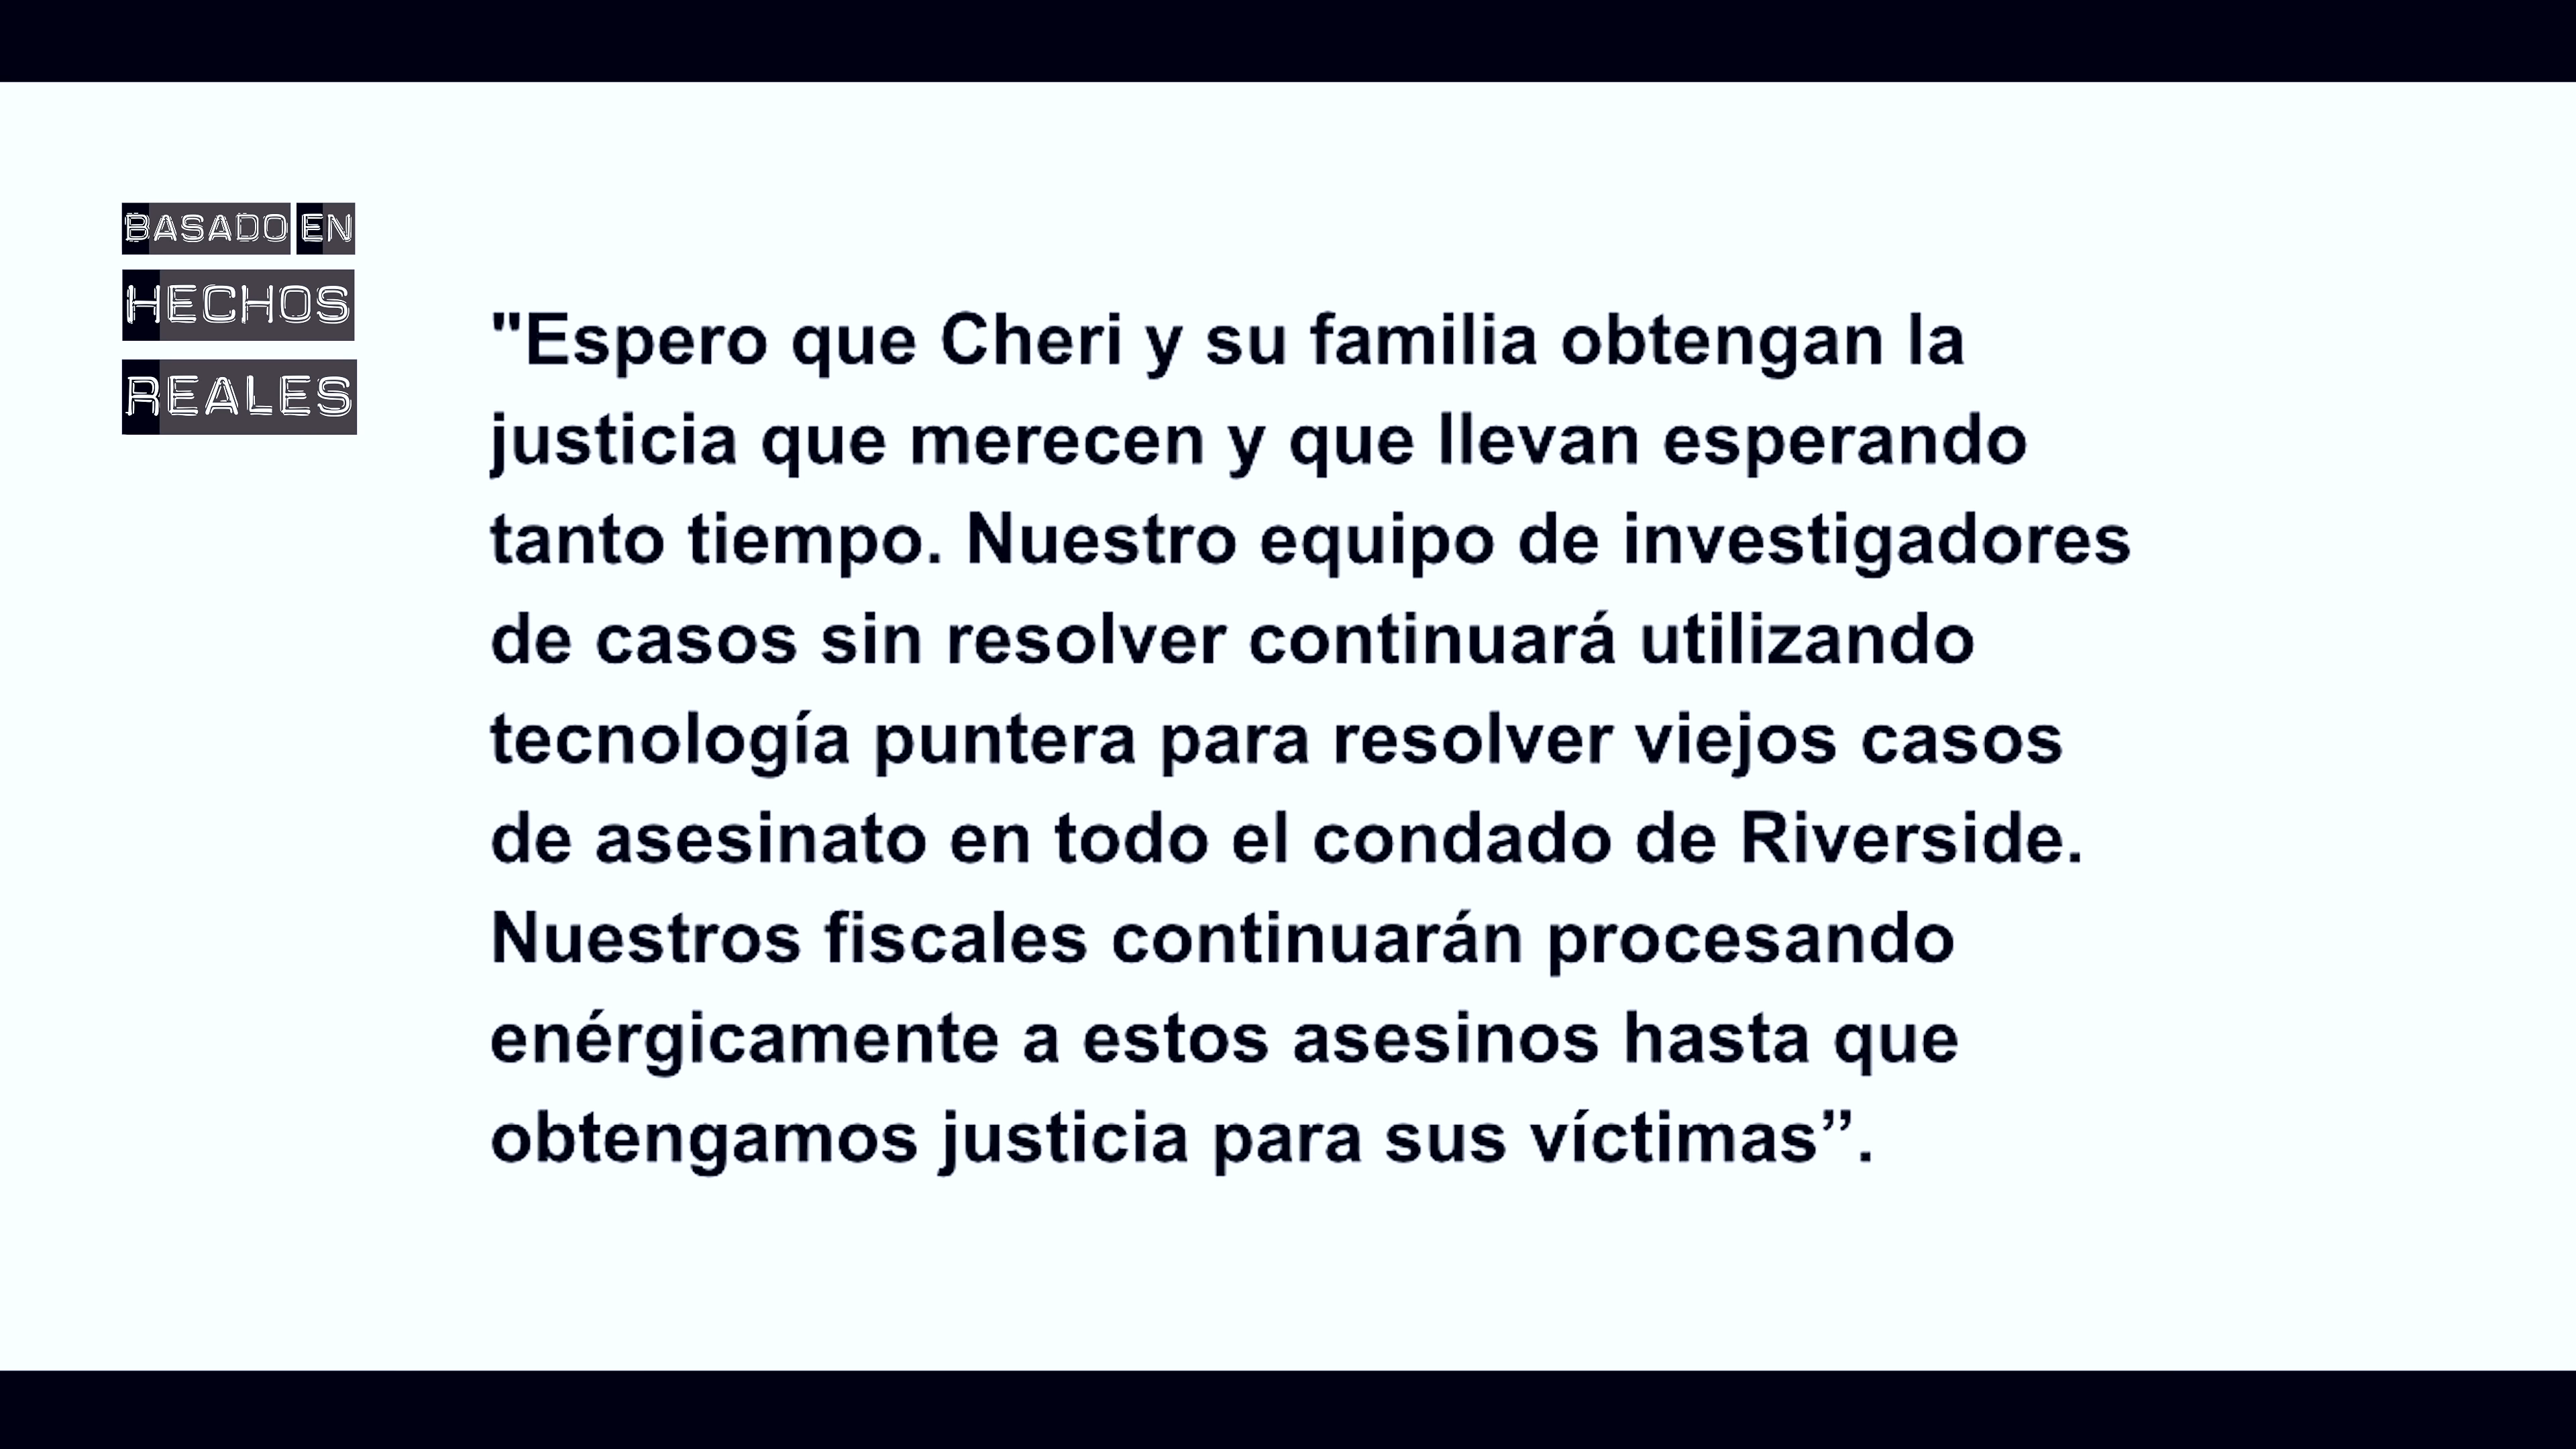 BASADO EN
HECHOS
REALES
"Espero que Cheri y su familia obtengan la
justicia que merecen y que llevan esperando
tanto tiempo. Nuestro equipo de investigadores
de casos sin resolver continuará utilizando
tecnología puntera para resolver viejos casos
de asesinato en todo el condado de Riverside.
Nuestros fiscales continuarán procesando
enérgicamente a estos asesinos hasta que
obtengamos justicia para sus víctimas”.